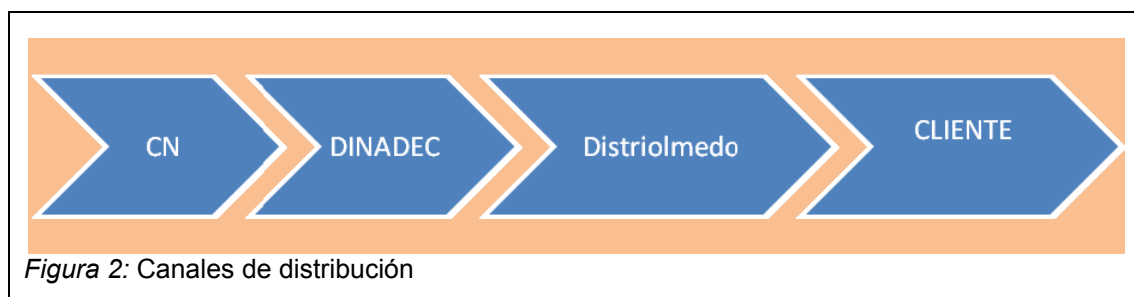 CN
DINADEC
Distriolmedo
CLIENTE
Figura 2: Canales de distribución